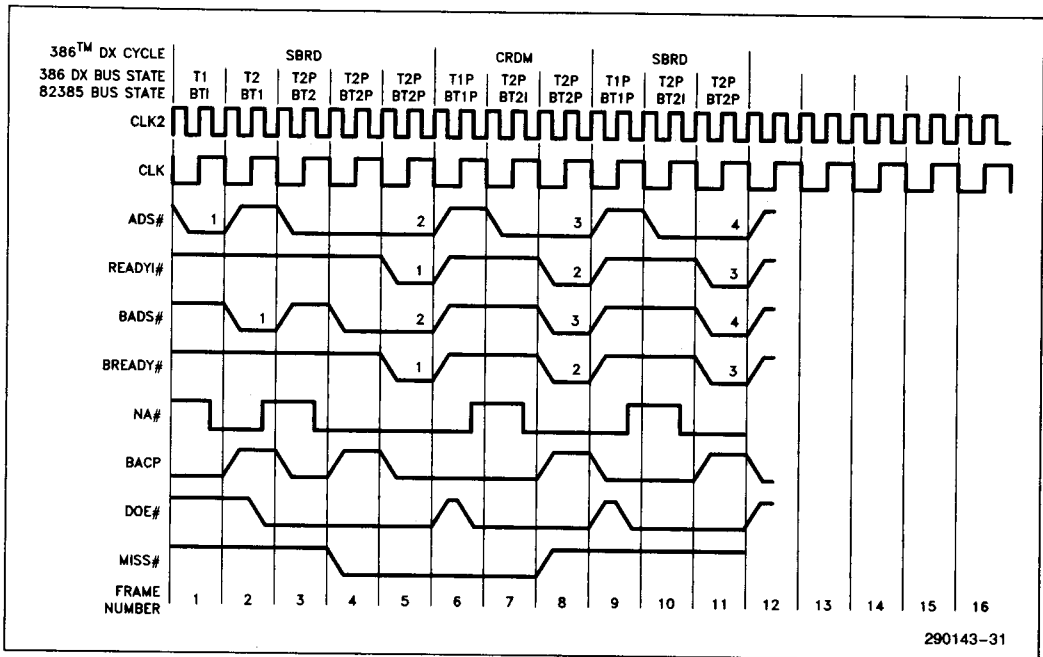 386™ DX CYCLE SBRD CRDM SBRD
386 DX BUS STATE T1 T2 T2P T2P T2P T1P T2P T2P T1P T2P T2P
82385 BUS STATE BTI BT1 BT2 BT2P BT2P BT1P BT2I BT2P BT1P BT2I BT2P
CLK2
CLK
ADS# 1 2 3 4
READYI# 1 2 3
BADS# 1 2 3 4
BREADY# 1 2 3
NA#
BACP
DOE#
MISS#
FRAME
NUMBER 1 2 3 4 5 6 7 8 9 10 11 12 13 14 15 16
290143-31